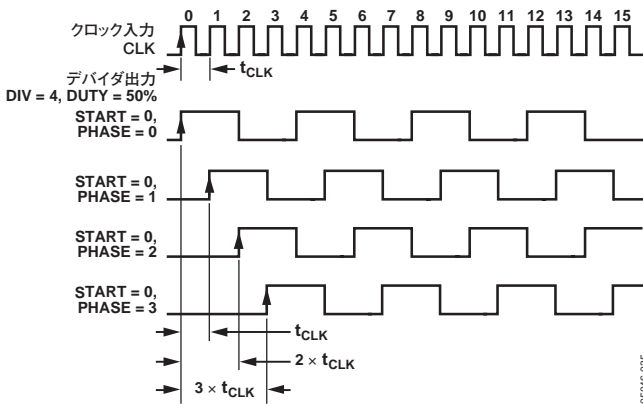 0 1 2 3 4 5 6 7 8 9 10 11 12 13 14 15
クロック入力
CLK
tCLK
デバイダ出力
DIV = 4, DUTY = 50%
START = 0,
PHASE = 0
START = 0,
PHASE = 1
START = 0,
PHASE = 2
START = 0,
PHASE = 3
tCLK
2 × tCLK
3 × tCLK